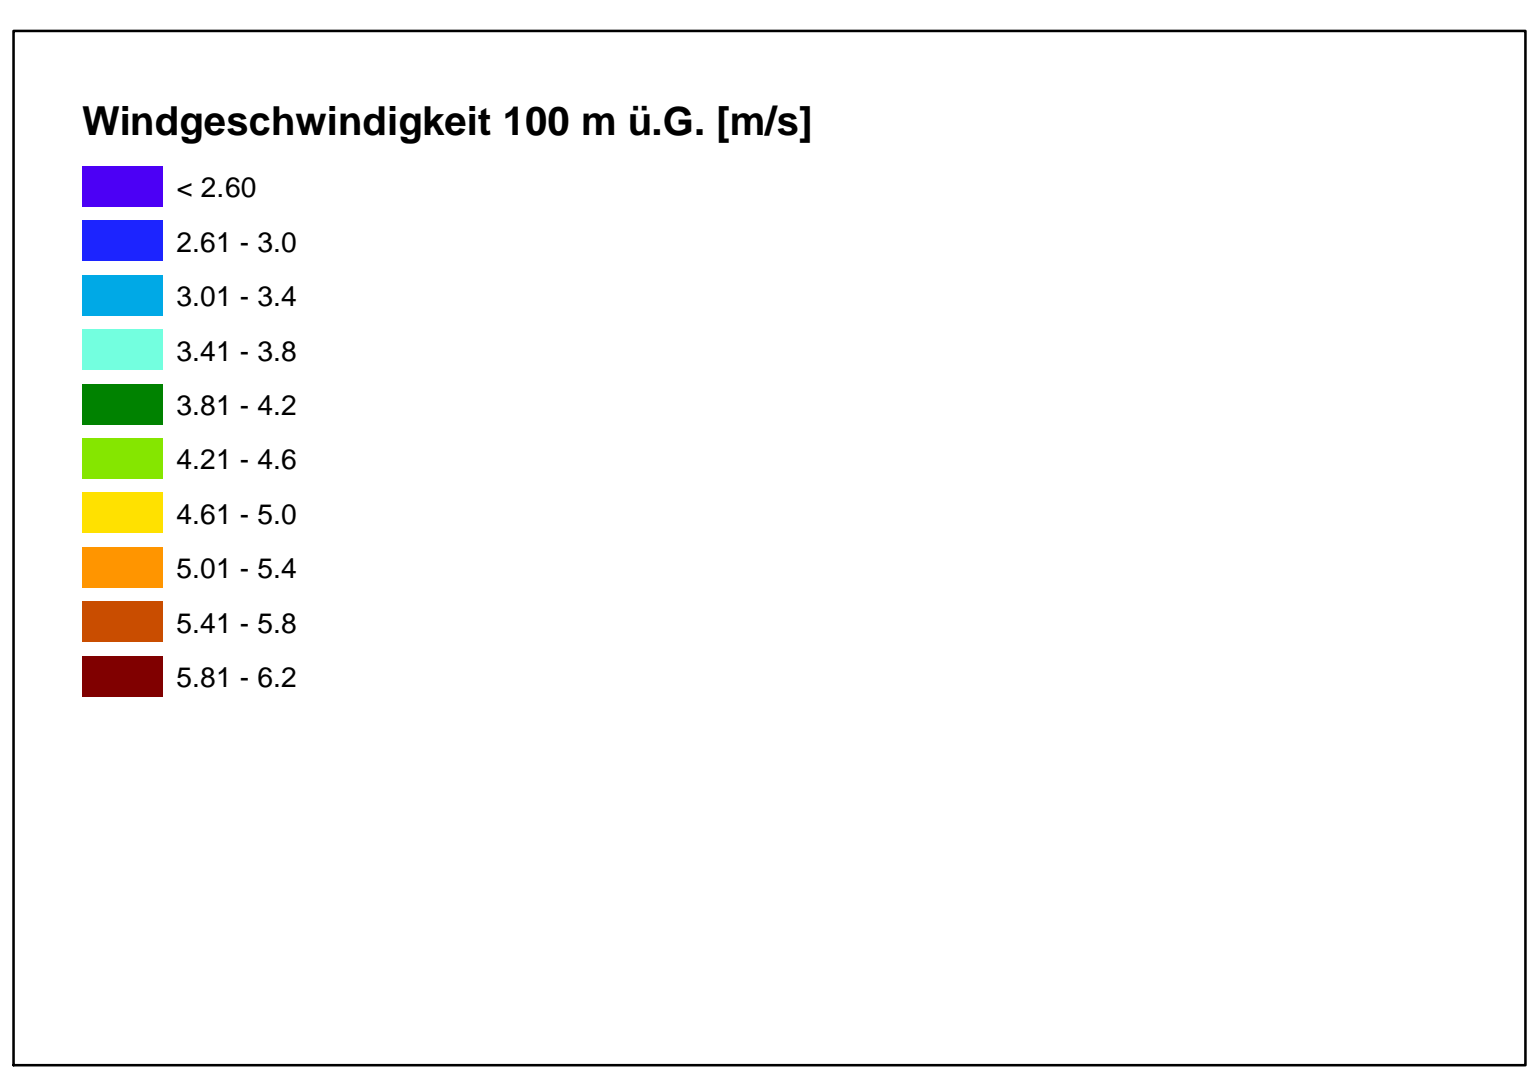 Windgeschwindigkeit 100 m ü.G. [m/s]
< 2.60
2.61 - 3.0
3.01 - 3.4
3.41 - 3.8
3.81 - 4.2
4.21 - 4.6
4.61 - 5.0
5.01 - 5.4
5.41 - 5.8
5.81 - 6.2